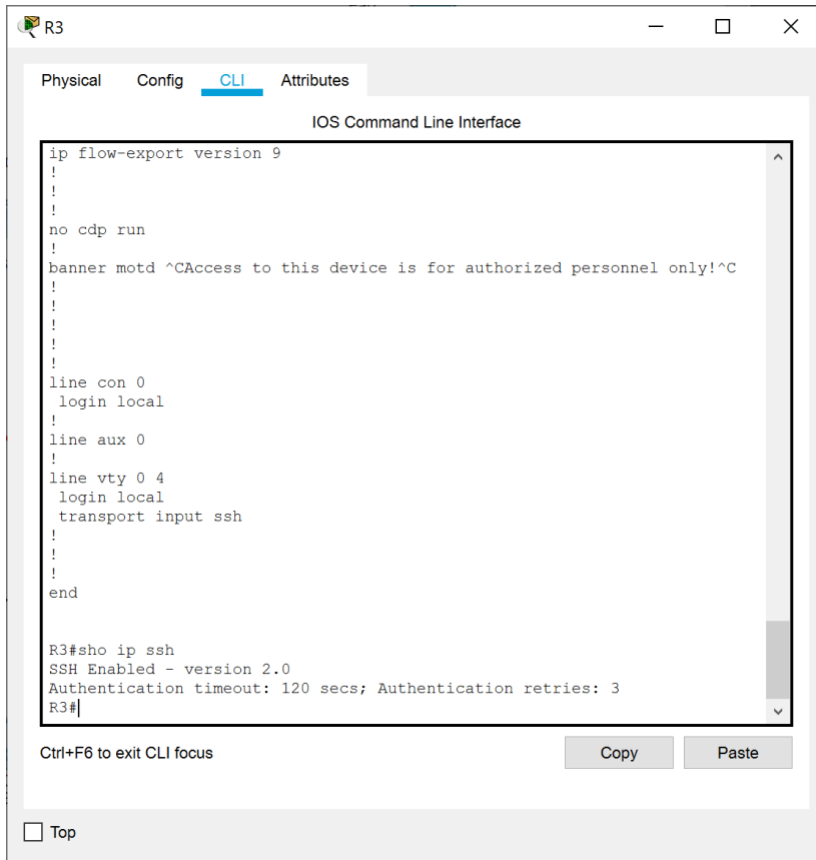 R3
Physical Config CLI Attributes
IOS Command Line Interface
ip flow-export version 9
!
!
!
no cdp run
!
banner motd ^CAccess to this device is for authorized personnel only!^C
!
!
!
!
!
line con 0
 login local
!
line aux 0
!
line vty 0 4
 login local
 transport input ssh
!
!
!
end
R3#sho ip ssh
SSH Enabled - version 2.0
Authentication timeout: 120 secs; Authentication retries: 3
R3#
Ctrl+F6 to exit CLI focus Copy Paste
Top